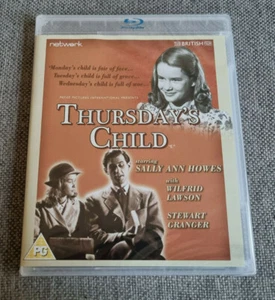 network
BRITISH
'Monday's child is fair of face...
Tuesday's child is full of grace...
Wednesday's child is full of woe...'
THURSDAY'S
CHILD
starring
SALLY ANN HOWES
with
WILFRID
LAWSON
STEWART
GRANGER
PG